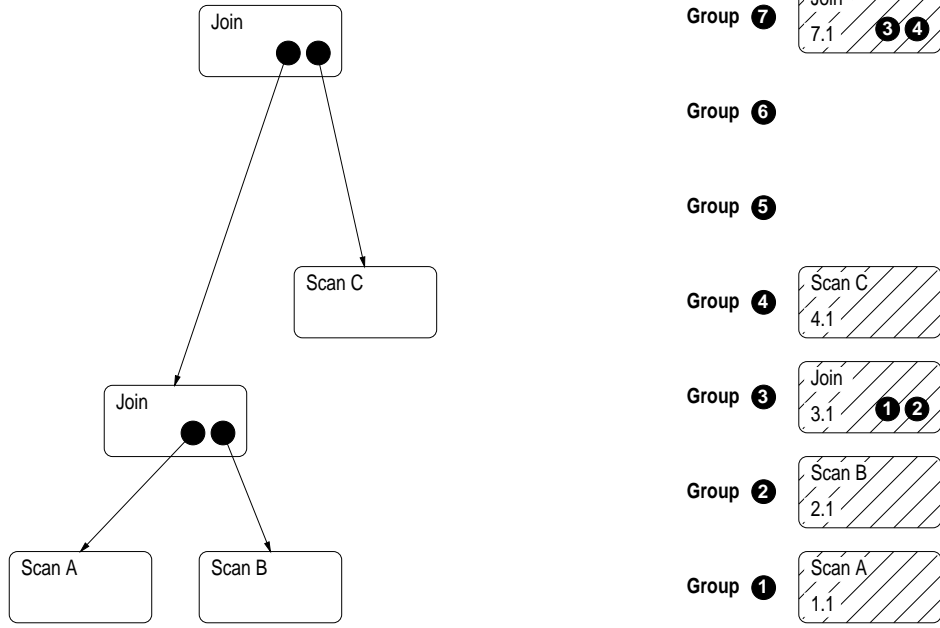 Join
Scan C
Join
Scan A
Scan B
Group 7
Join
7.1
3 4
Group 6
Group 5
Group 4
Scan C
4.1
Group 3
Join
3.1
1 2
Group 2
Scan B
2.1
Group 1
Scan A
1.1